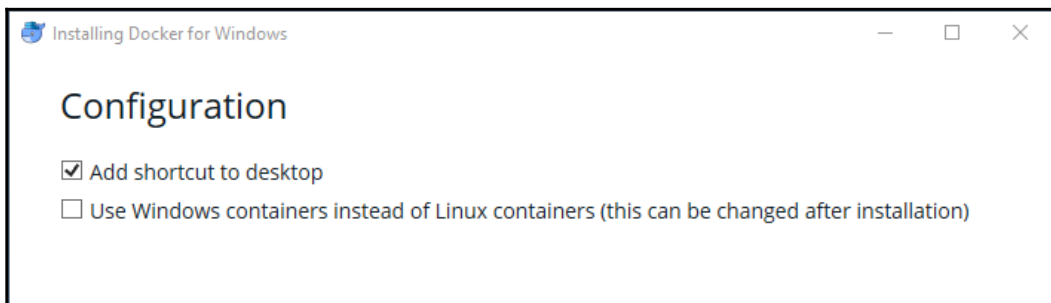 Installing Docker for Windows
Configuration
Add shortcut to desktop
Use Windows containers instead of Linux containers (this can be changed after installation)